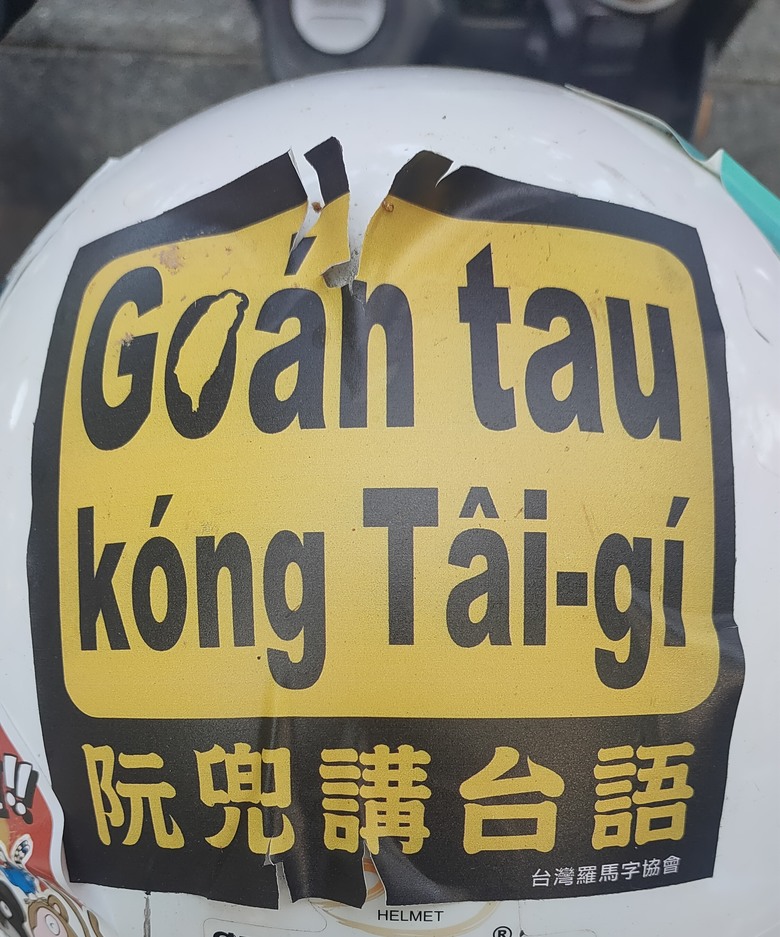 Goán tau
kóng Tâi-gí
阮兜講台語
台灣羅馬字協會
HELMET
®